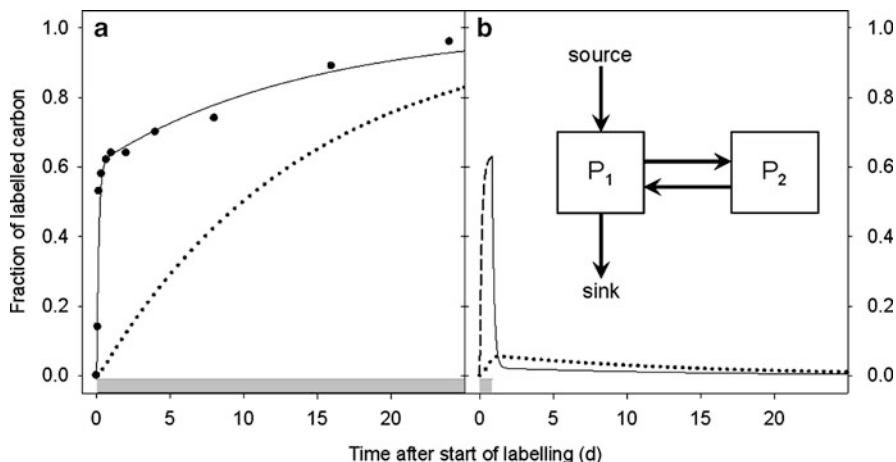 a
b
1.0
0.8
0.6
0.4
0.2
0.0
Fraction of labelled carbon
0
5
10
15
20
source
P1
P2
sink
1.0
0.8
0.6
0.4
0.2
0.0
0
5
10
15
20
Time after start of labelling (d)